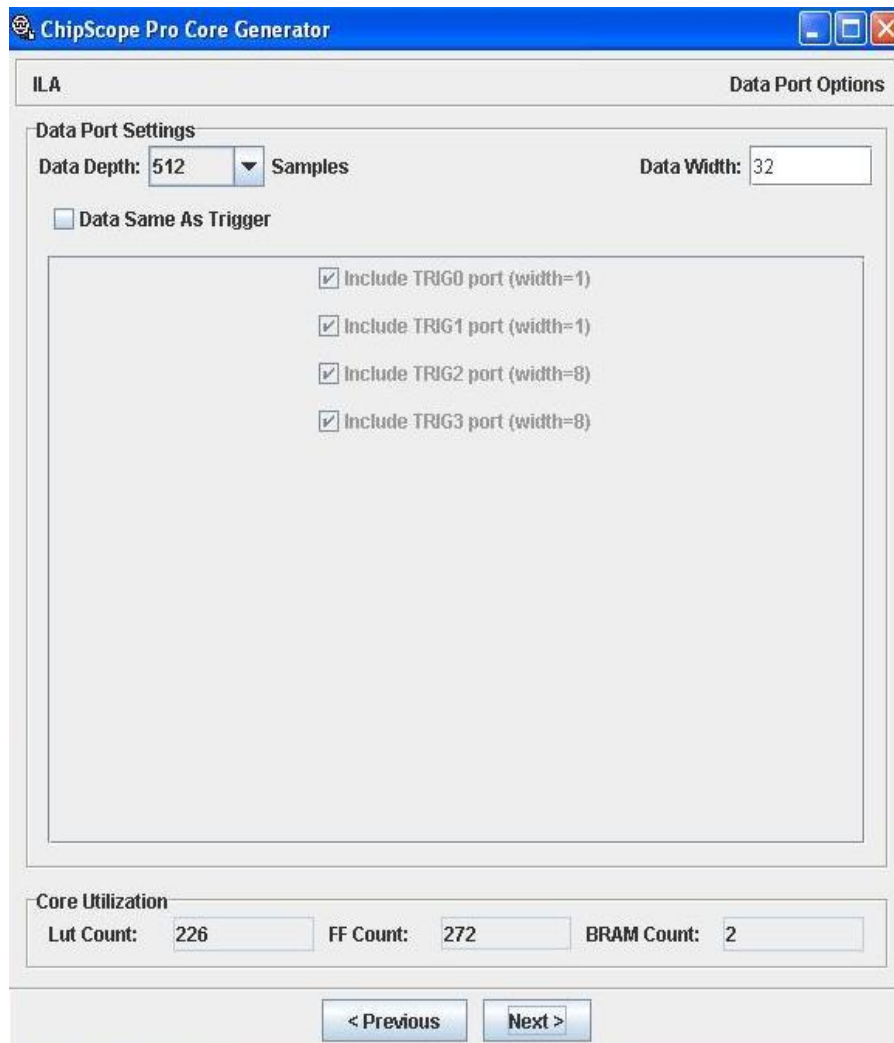 ChipScope Pro Core Generator
ILA Data Port Options
Data Port Settings
Data Depth: 512 Samples Data Width: 32
Data Same As Trigger
Include TRIG0 port (width=1)
Include TRIG1 port (width=1)
Include TRIG2 port (width=8)
Include TRIG3 port (width=8)
Core Utilization
Lut Count: 226 FF Count: 272 BRAM Count: 2
< Previous Next >